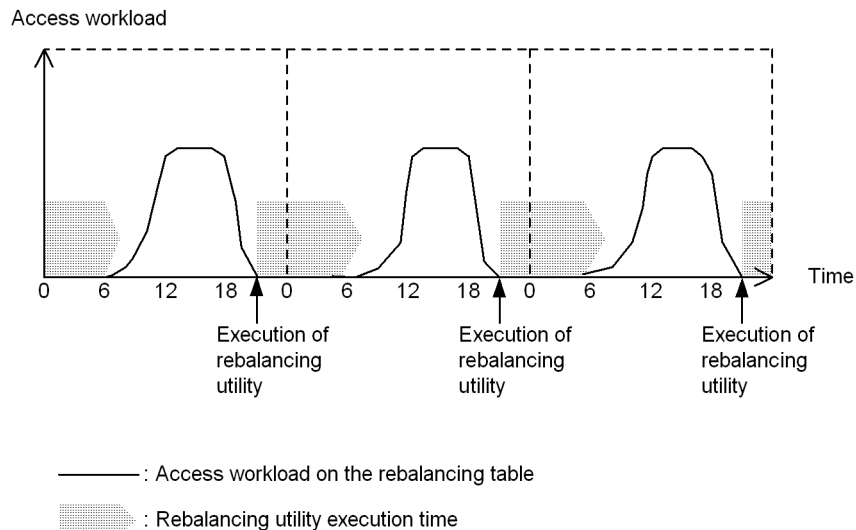 Access workload
0 6 12 18 0 6 12 18 0 6 12 18
Time
Execution of rebalancing utility
Execution of rebalancing utility
Execution of rebalancing utility
: Access workload on the rebalancing table
: Rebalancing utility execution time